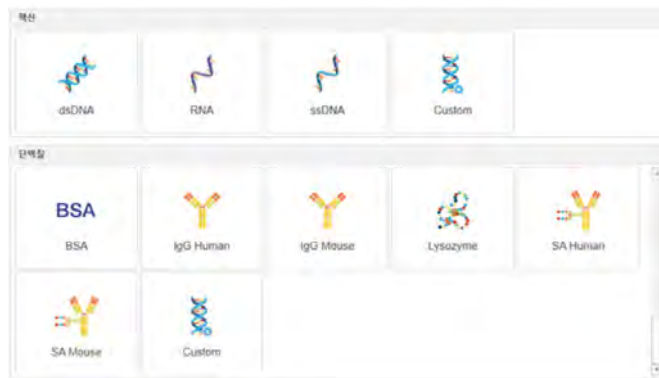 핵산
dsDNA RNA ssDNA Custom
단백질
BSA
BSA IgG Human IgG Mouse Lysozyme SA Human
SA Mouse Custom